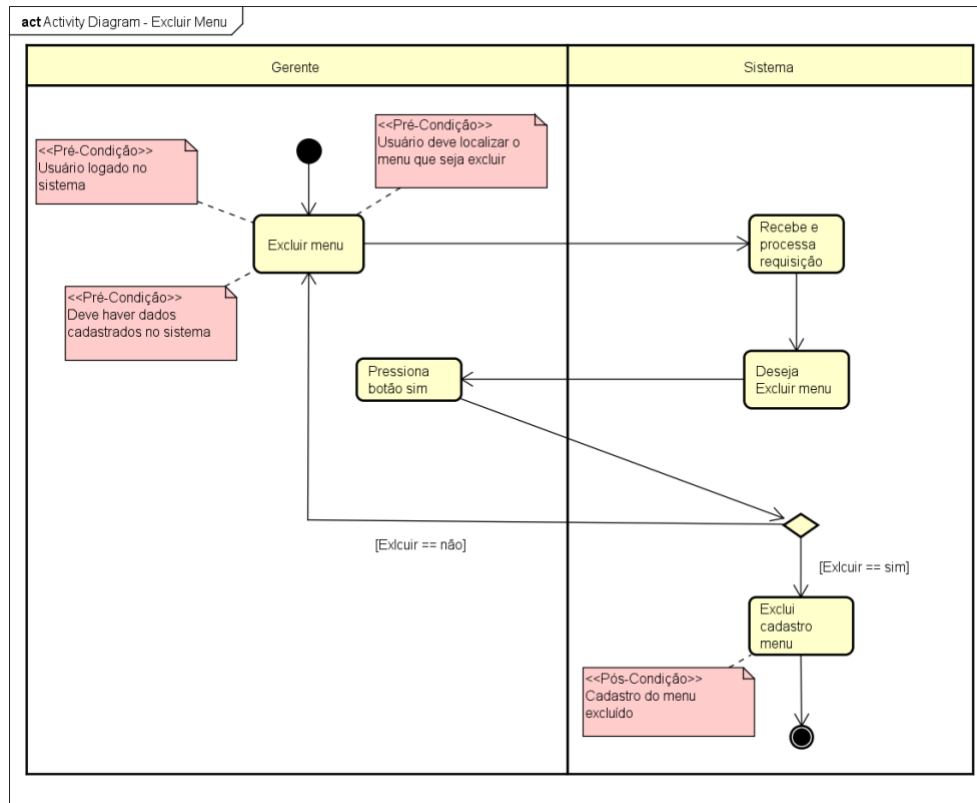 act Activity Diagram - Excluir Menu
Gerente
Sistema
<<Pré-Condição>>
Usuário logado no
sistema
<<Pré-Condição>>
Usuário deve localizar o
menu que seja excluir
Excluir menu
Recebe e
processa
requisição
<<Pré-Condição>>
Deve haver dados
cadastrados no sistema
Pressiona
botão sim
Deseja
Excluir menu
[Exlcuir == não]
[Exlcuir == sim]
Exclui
cadastro
menu
<<Pós-Condição>>
Cadastro do menu
excluído